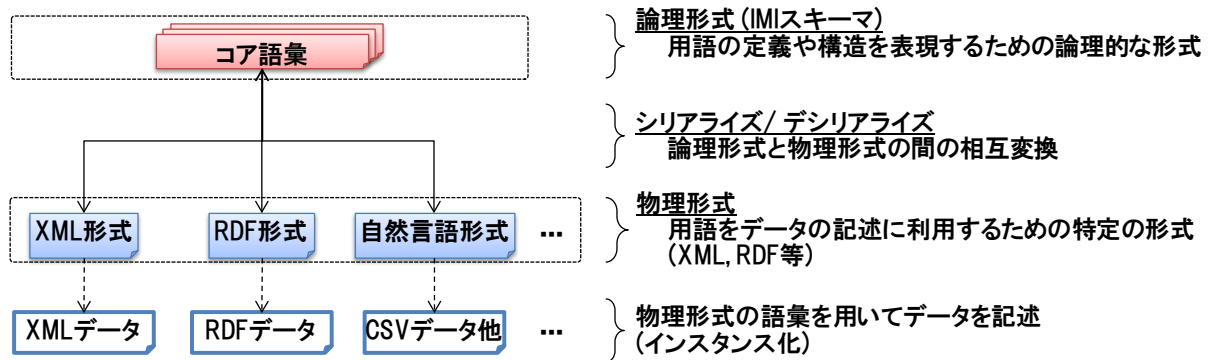 論理形式(IMIスキーマ)
用語の定義や構造を表現するための論理的な形式
コア語彙
シリアライズ/デシリアライズ
論理形式と物理形式の間の相互変換
物理形式
用語をデータの記述に利用するための特定の形式
(XML,RDF等)
XML形式 RDF形式 自然言語形式 …
物理形式の語彙を用いてデータを記述
(インスタンス化)
XMLデータ RDFデータ CSVデータ他 …